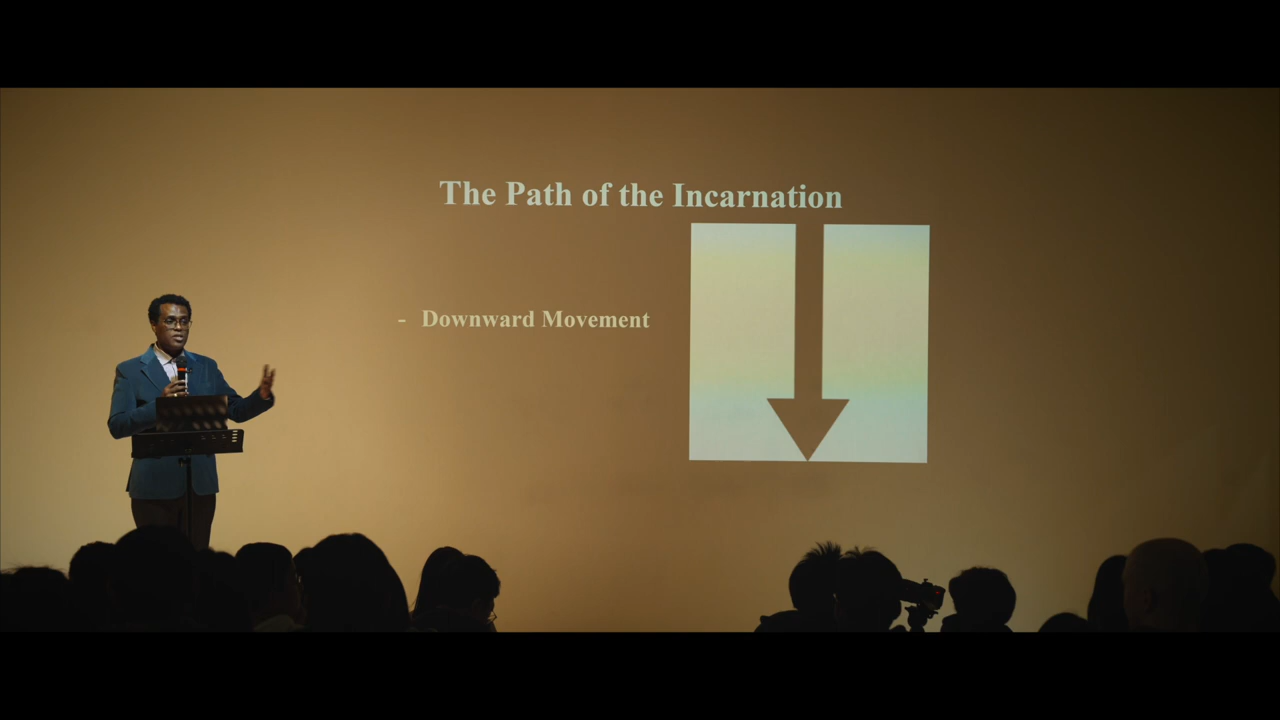 The Path of the Incarnation
- Downward Movement